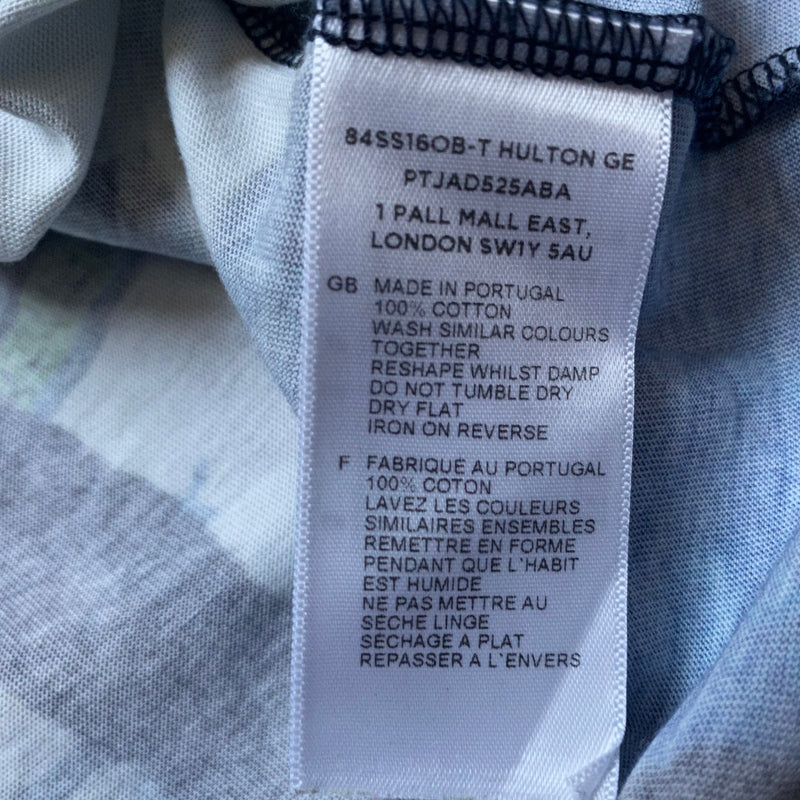 84SS16OB-T HULTON GE
PTJAD525ABA
1 PALL MALL EAST,
LONDON SW1Y 5AU
GB MADE IN PORTUGAL
100% COTTON
WASH SIMILAR COLOURS
TOGETHER
RESHAPE WHILST DAMP
DO NOT TUMBLE DRY
DRY FLAT
IRON ON REVERSE
F FABRIQUE AU PORTUGAL
100% COTON
LAVEZ LES COULEURS
SIMILAIRES ENSEMBLES
REMETTRE EN FORME
PENDANT QUE L'HABIT
EST HUMIDE
NE PAS METTRE AU
SÈCHE LINGE
SÉCHAGE A PLAT
REPASSER A L'ENVERS